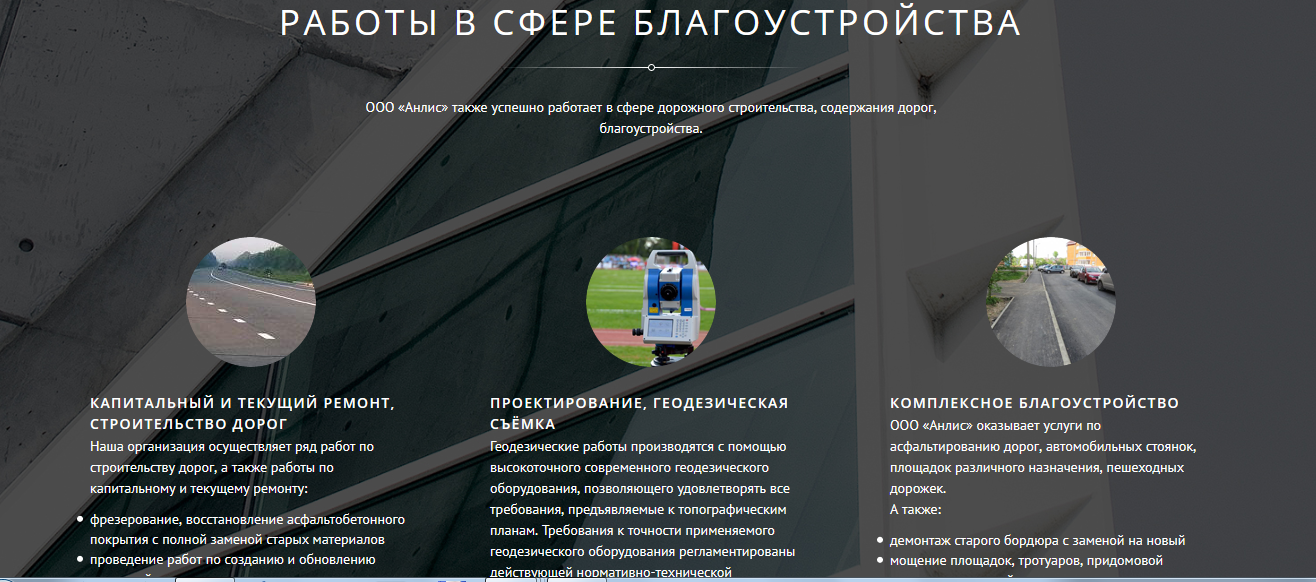 РАБОТЫ В СФЕРЕ БЛАГОУСТРОЙСТВА
ООО «Анлис» также успешно работает в сфере дорожного строительства, содержания дорог,
благоустройства.
КАПИТАЛЬНЫЙ И ТЕКУЩИЙ РЕМОНТ,
СТРОИТЕЛЬСТВО ДОРОГ
Наша организация осуществляет ряд работ по
строительству дорог, а также работы по
капитальному и текущему ремонту:
фрезерование, восстановление асфальтобетонного
покрытия с полной заменой старых материалов
проведение работ по созданию и обновлению
ПРОЕКТИРОВАНИЕ, ГЕОДЕЗИЧЕСКАЯ
СЪЁМКА
Геодезические работы производятся с помощью
высокоточного современного геодезического
оборудования, позволяющего удовлетворять все
требования, предъявляемые к топографическим
планам. Требования к точности применяемого
геодезического оборудования регламентированы
действующей нормативно-технической
КОМПЛЕКСНОЕ БЛАГОУСТРОЙСТВО
ООО «Анлис» оказывает услуги по
асфальтированию дорог, автомобильных стоянок,
площадок различного назначения, пешеходных
дорожек.
А также:
демонтаж старого бордюра с заменой на новый
мощение площадок, тротуаров, придомовой